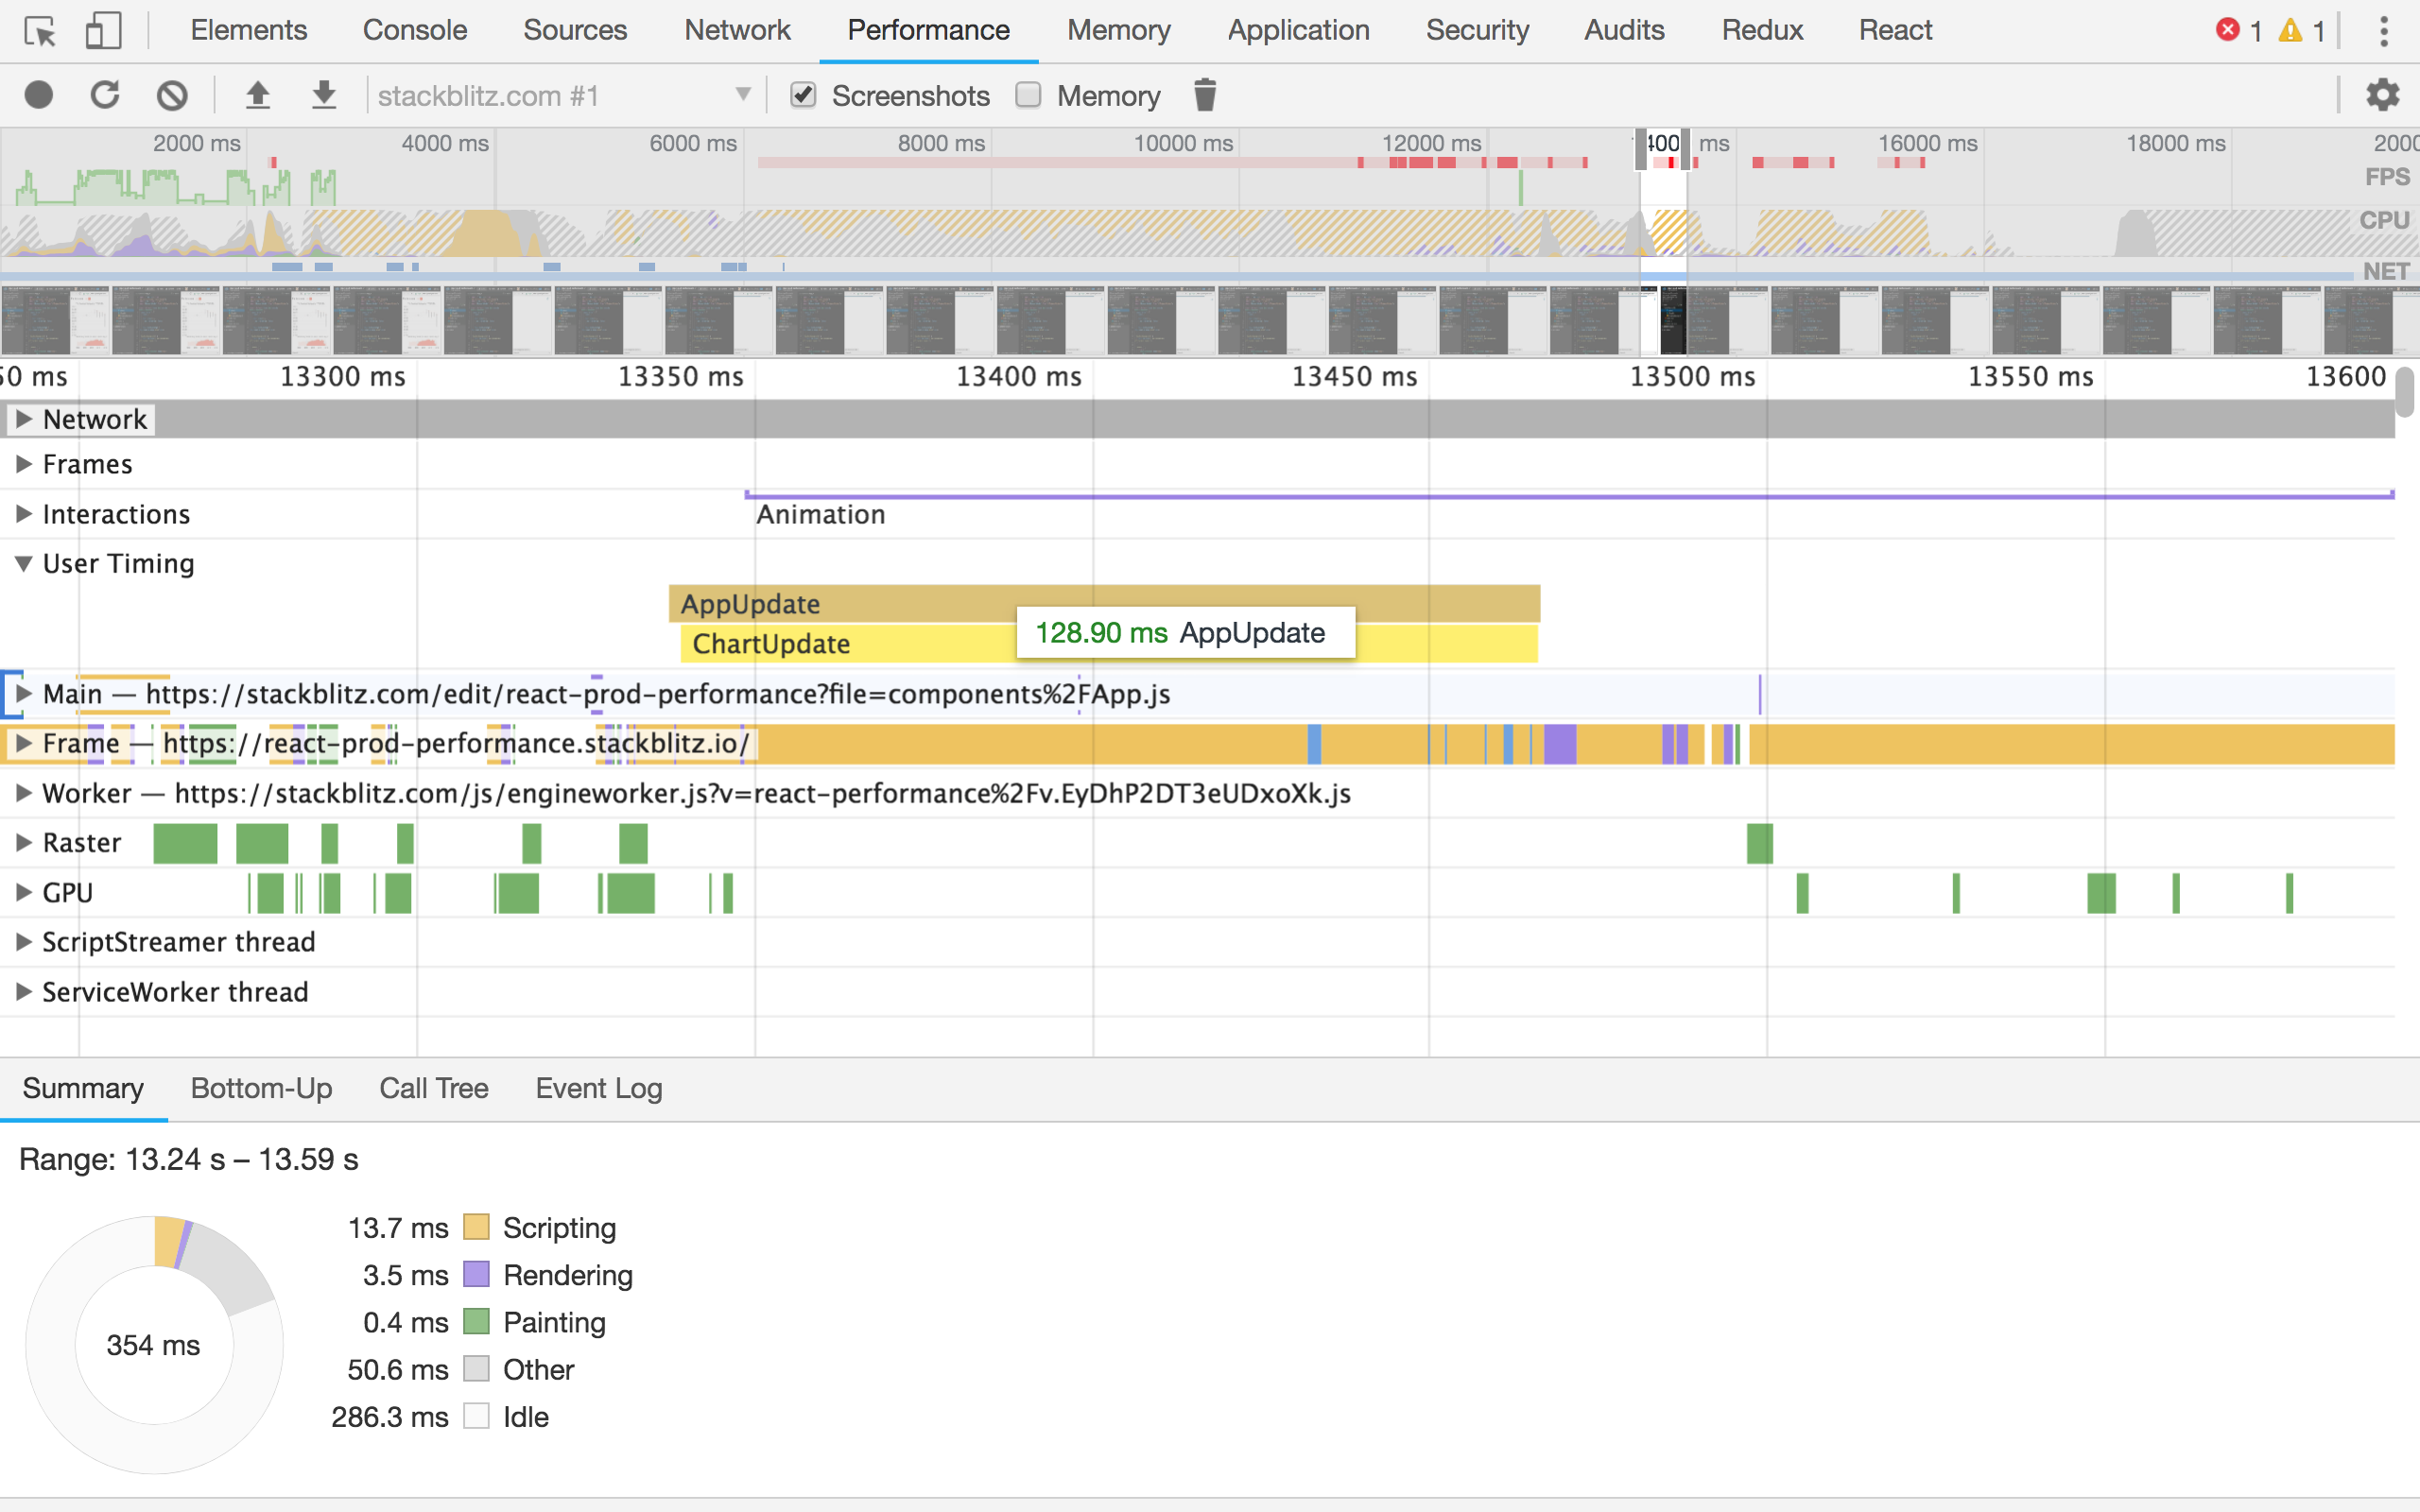 Elements Console Sources Network Performance Memory Application Security Audits Redux React 1 1
stackblitz.com #1 Screenshots Memory
2000 ms 4000 ms 6000 ms 8000 ms 10000 ms 12000 ms 400 ms 16000 ms 18000 ms 2000
FPS
CPU
NET
50 ms 13300 ms 13350 ms 13400 ms 13450 ms 13500 ms 13550 ms 13600
Network
Frames
Interactions Animation
User Timing
AppUpdate
ChartUpdate 128.90 ms AppUpdate
Main — https://stackblitz.com/edit/react-prod-performance?file=components%2FApp.js
Frame — https://react-prod-performance.stackblitz.io/
Worker — https://stackblitz.com/js/engineworker.js?v=react-performance%2Fv.EyDhP2DT3eUDxoXk.js
Raster
GPU
ScriptStreamer thread
ServiceWorker thread
Summary Bottom-Up Call Tree Event Log
Range: 13.24 s – 13.59 s
13.7 ms Scripting
3.5 ms Rendering
0.4 ms Painting
354 ms
50.6 ms Other
286.3 ms Idle